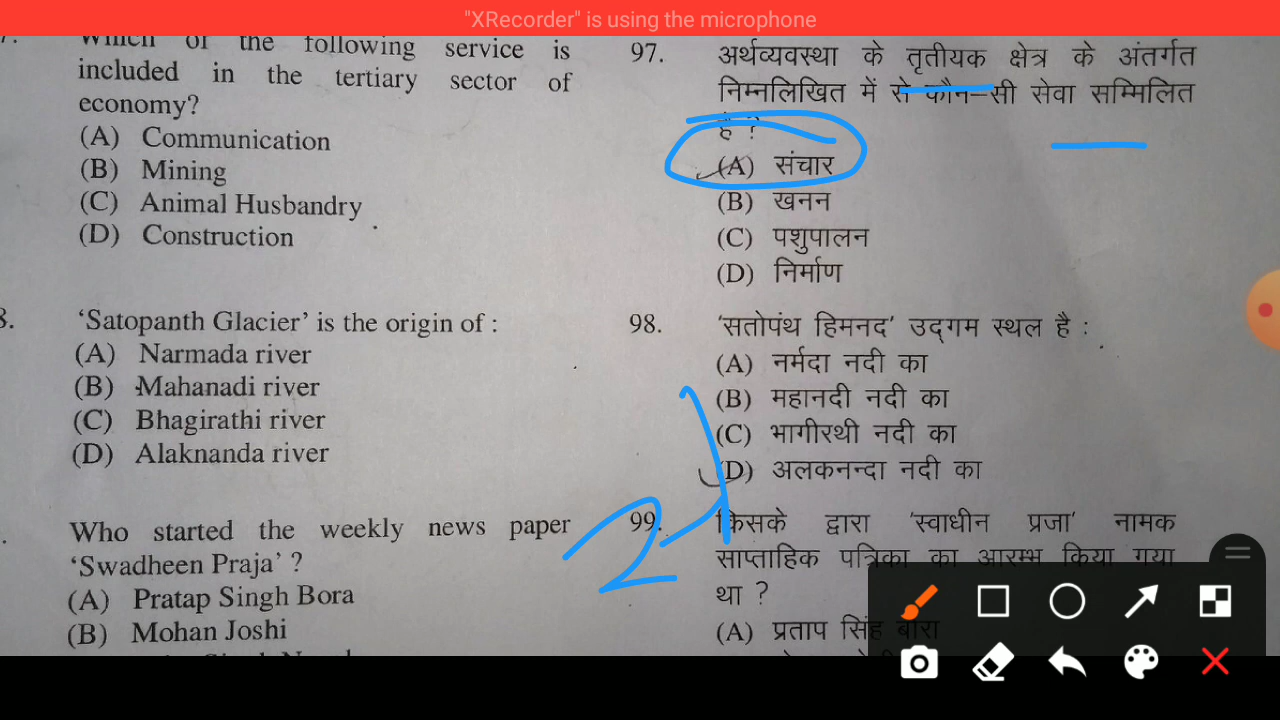 "XRecorder" is using the microphone
7.
Which of the following service is
included in the tertiary sector of
economy?
(A) Communication
(B) Mining
(C) Animal Husbandry
(D) Construction
8.
‘Satopanth Glacier’ is the origin of :
(A) Narmada river
(B) Mahanadi river
(C) Bhagirathi river
(D) Alaknanda river
Who started the weekly news paper
‘Swadheen Praja’ ?
(A) Pratap Singh Bora
(B) Mohan Joshi
97. अर्थव्यवस्था के तृतीयक क्षेत्र के अंतर्गत
निम्नलिखित में से कौन–सी सेवा सम्मिलित
है ?
(A) संचार
(B) खनन
(C) पशुपालन
(D) निर्माण
98. ‘सतोपंथ हिमनद’ उद्गम स्थल है :
(A) नर्मदा नदी का
(B) महानदी नदी का
(C) भागीरथी नदी का
(D) अलकनन्दा नदी का
99. किसके द्वारा ‘स्वाधीन प्रजा’ नामक
साप्ताहिक पत्रिका का आरम्भ किया गया
था ?
(A) प्रताप सिंह बोरा